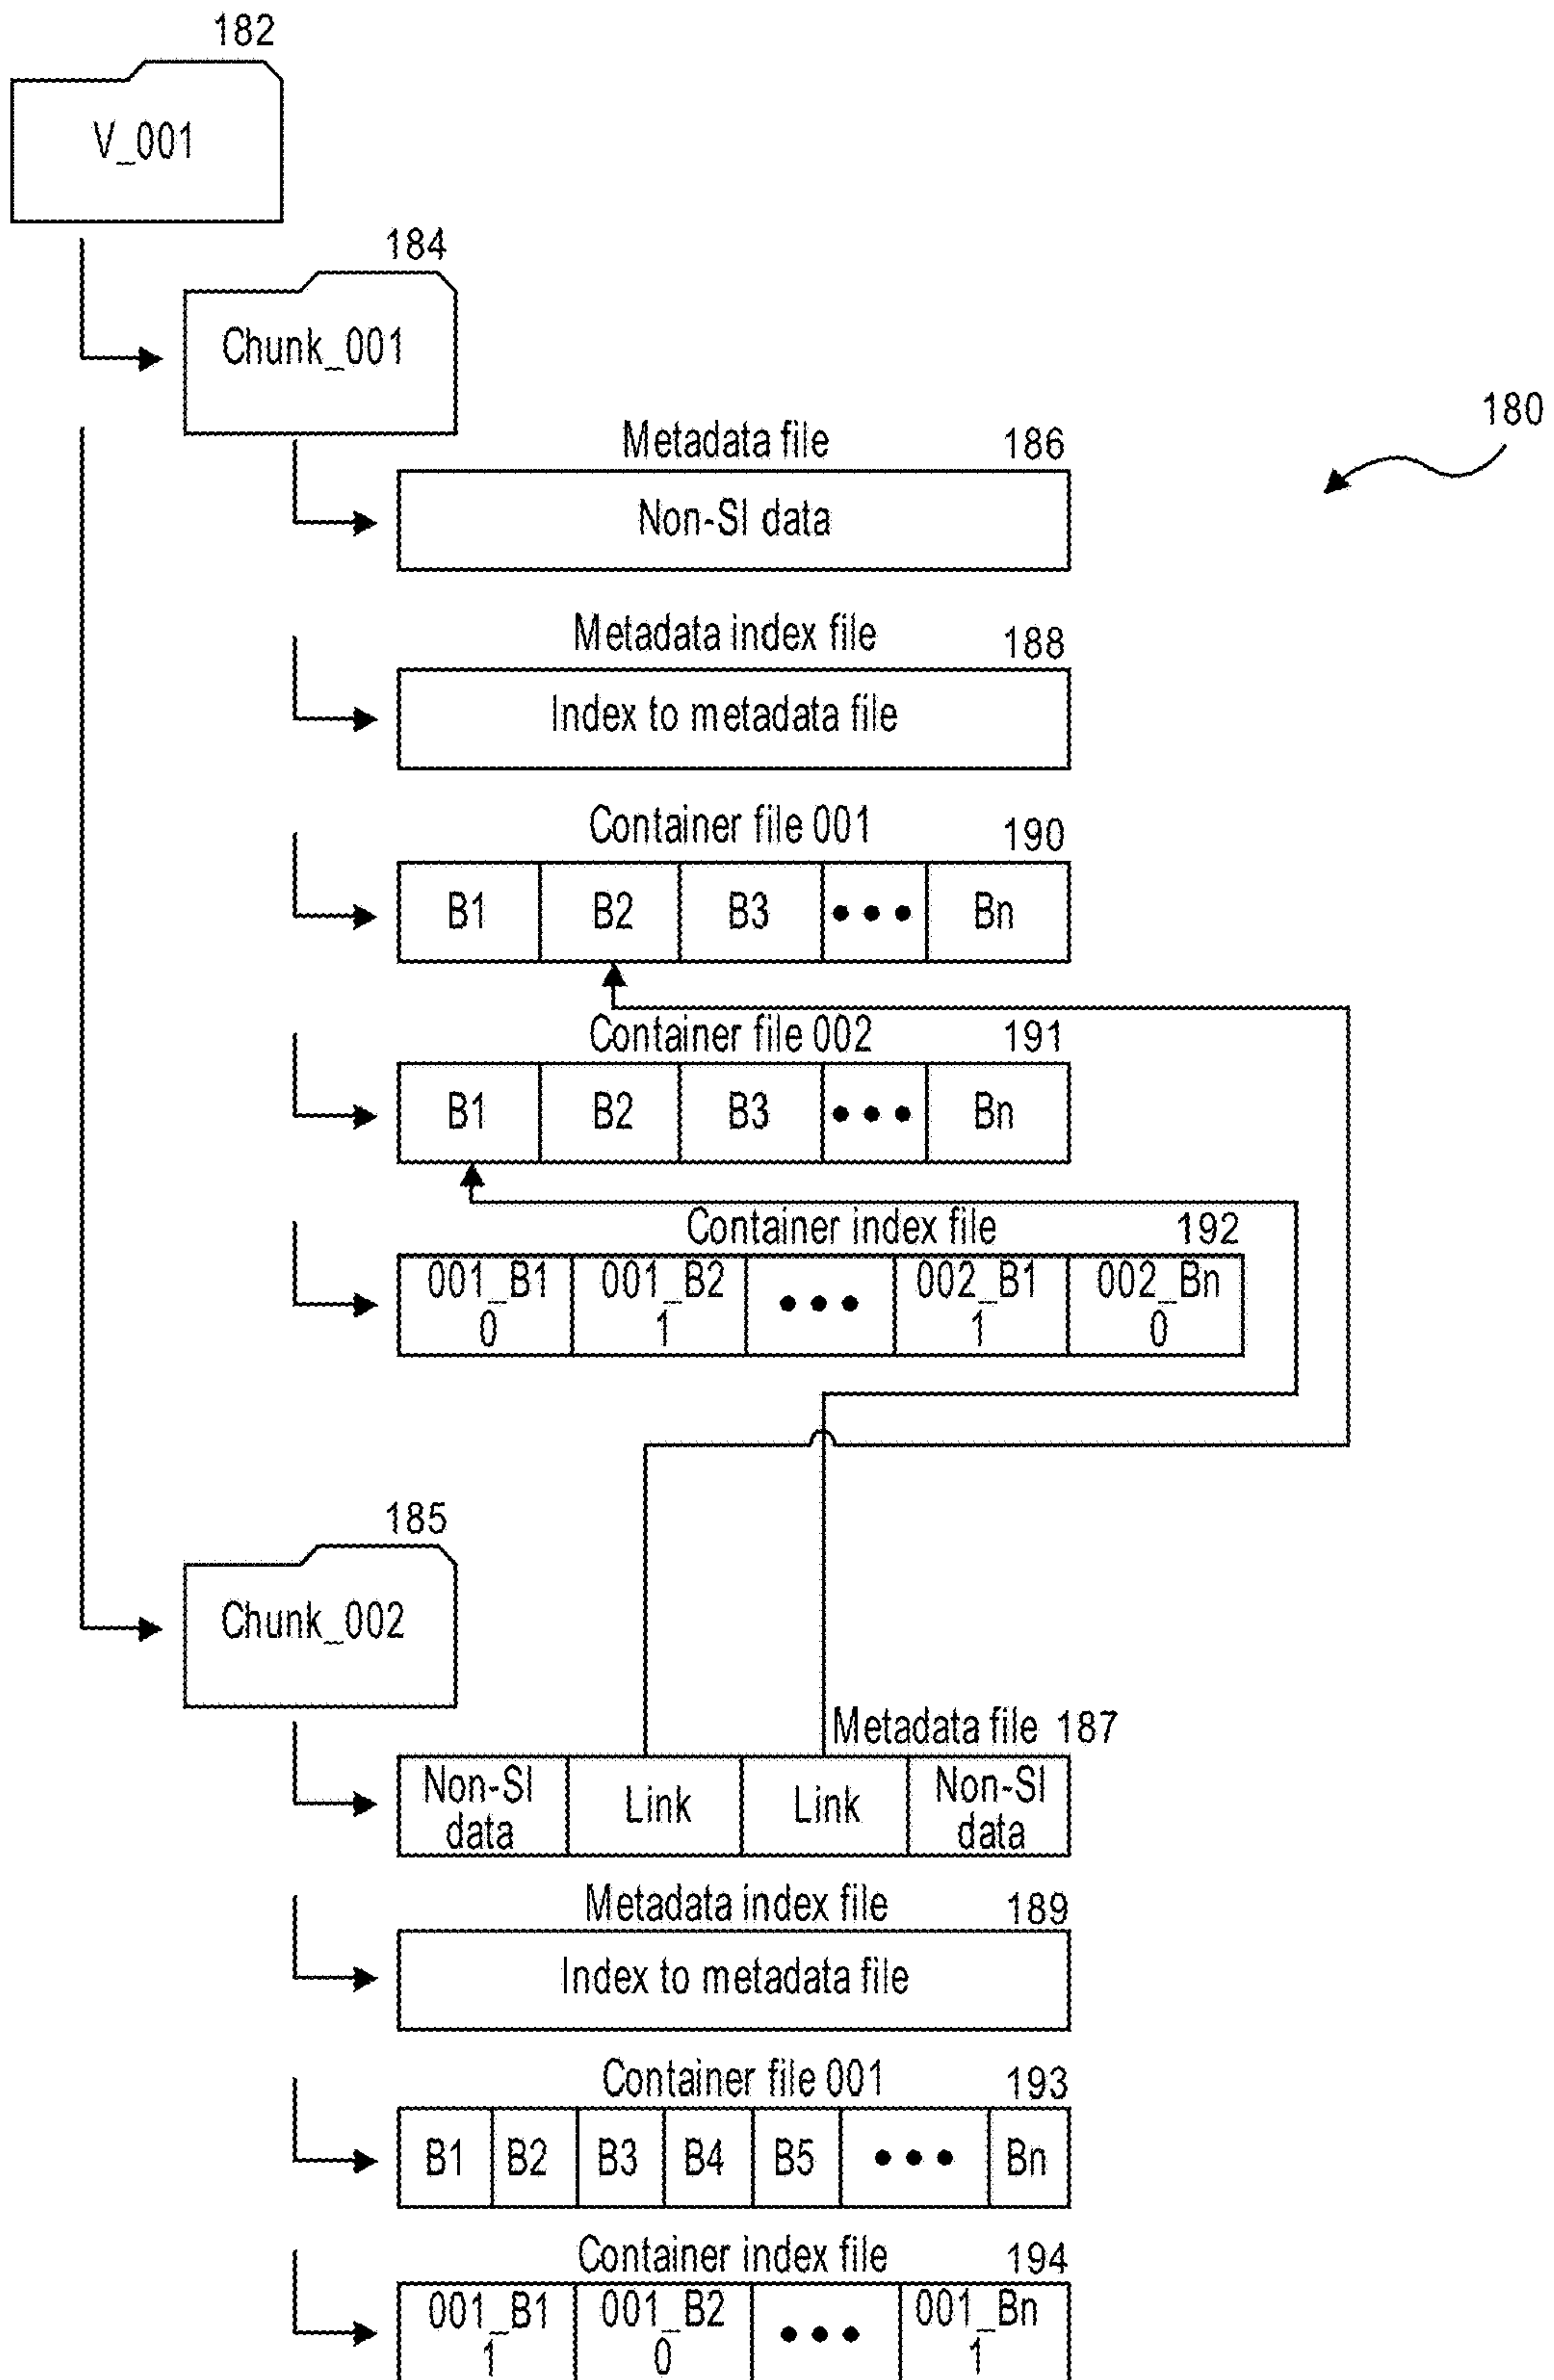 182
V_001
184
Chunk_001
180
Metadata file 186
Non-SI data
Metadata index file 188
Index to metadata file
Container file 001 190
B1 B2 B3 ••• Bn
Container file 002 191
B1 B2 B3 ••• Bn
Container index file 192
001_B1 001_B2 ••• 002_B1 002_Bn
0 1 1 0
185
Chunk_002
Metadata file 187
Non-SI Link Link Non-SI
data data
Metadata index file 189
Index to metadata file
Container file 001 193
B1 B2 B3 B4 B5 ••• Bn
Container index file 194
001_B1 001_B2 ••• 001_Bn
1 0 1